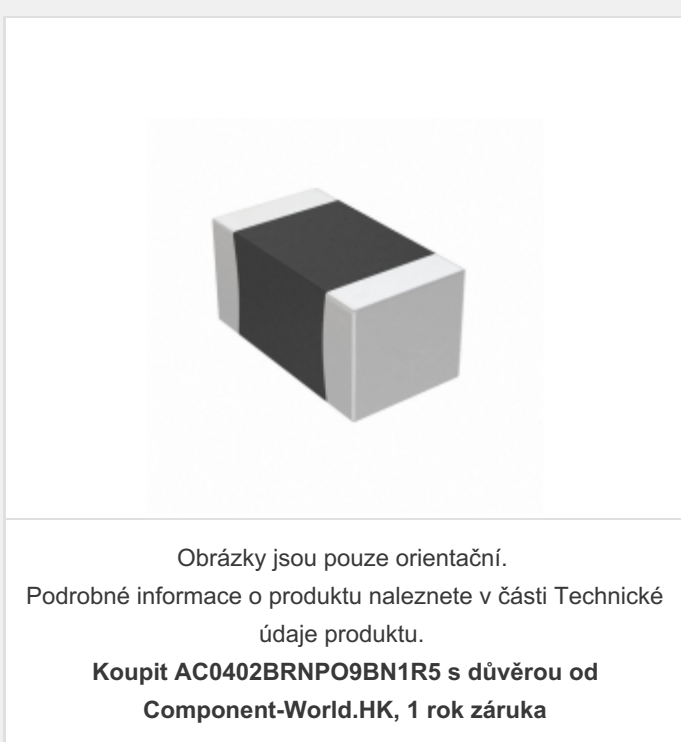 Obrázky jsou pouze orientační.
Podrobné informace o produktu naleznete v části Technické
údaje produktu.
Koupit AC0402BRNPO9BN1R5 s důvěrou od
Component-World.HK, 1 rok záruka